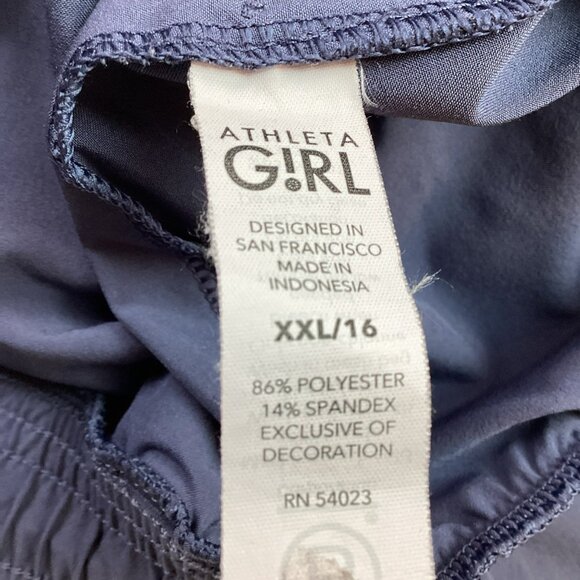 ATHLETA
G!RL
DESIGNED IN
SAN FRANCISCO
MADE IN
INDONESIA
XXL/16
86% POLYESTER
14% SPANDEX
EXCLUSIVE OF
DECORATION
RN 54023